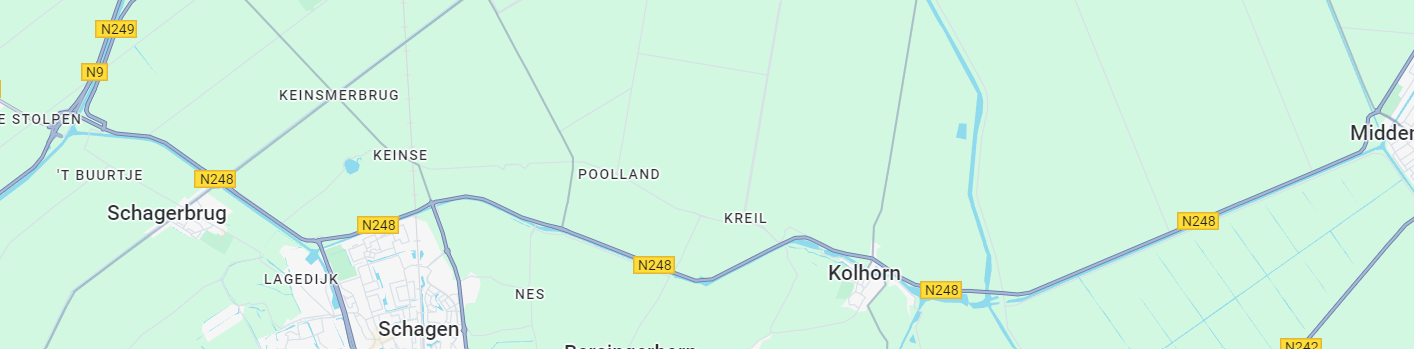 N249
N9
KEINSMERBRUG
E STOLPEN
Midden
KEINSE
'T BUURTJE
POOLLAND
N248
Schagerbrug
KREIL
N248
N248
N248
Kolhorn
LAGEDIJK
N248
NES
Schagen
Barsingerhorn
N242